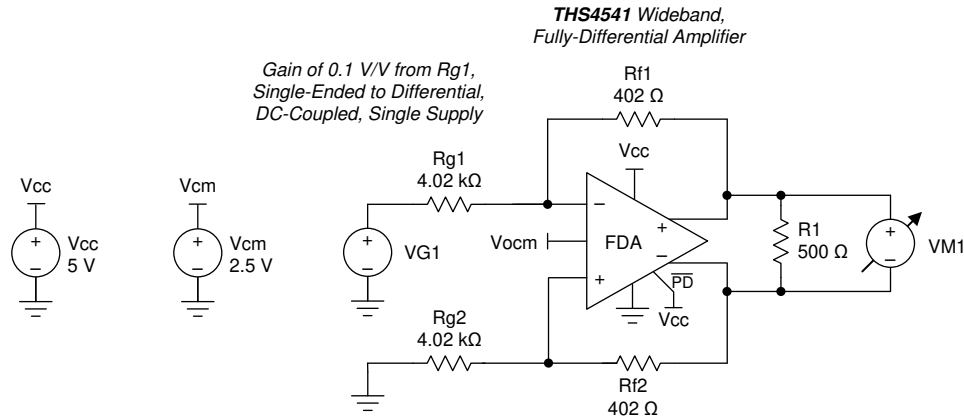 THS4541 Wideband,
Fully-Differential Amplifier
Gain of 0.1 V/V from Rg1,
Single-Ended to Differential,
DC-Coupled, Single Supply
Rf1
402 Ω
Vcc
Rg1
4.02 kΩ
Vcc
+
−
Vcc
5 V
Vcm
+
−
Vcm
2.5 V
+
−
VG1
−
Vocm
FDA
+
−
+
PD
Vcc
R1
500 Ω
+
−
VM1
Rg2
4.02 kΩ
Rf2
402 Ω